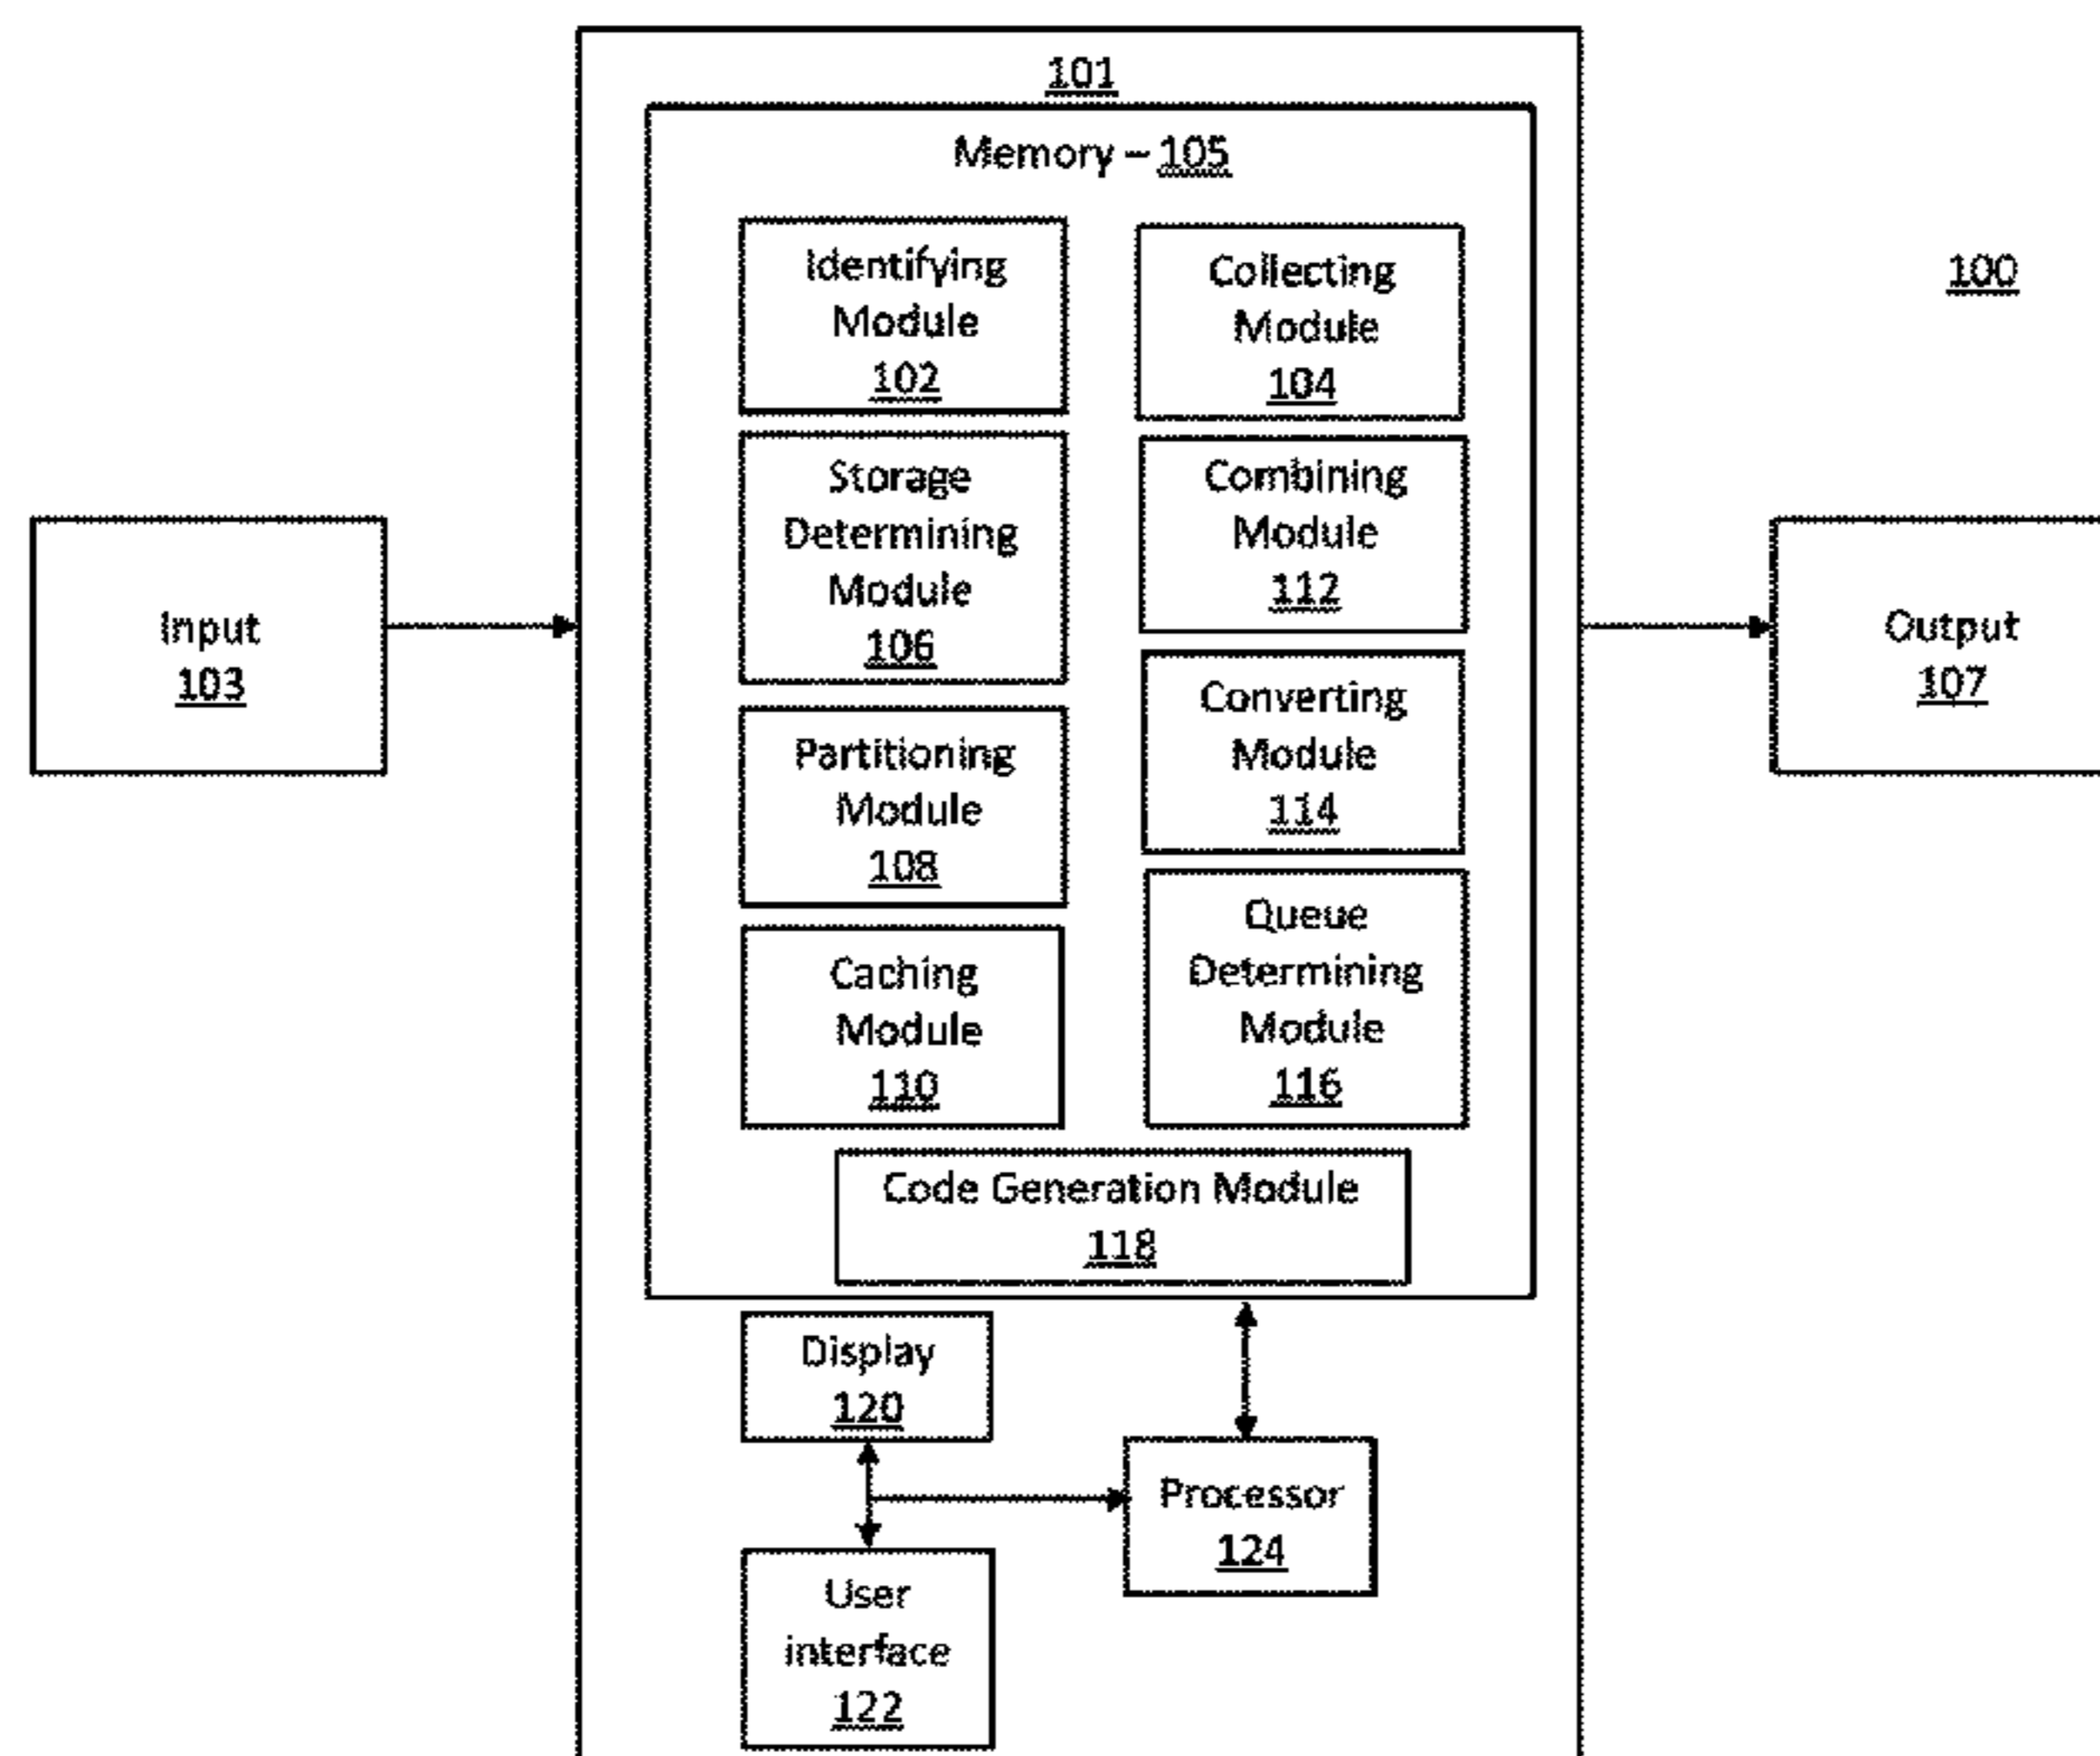 101
Memory – 105
Identifying
Module
102
Collecting
Module
104
100
Storage
Determining
Module
106
Combining
Module
112
Input
103
Output
107
Partitioning
Module
108
Converting
Module
114
Caching
Module
110
Queue
Determining
Module
116
Code Generation Module
118
Display
120
Processor
124
User
interface
122